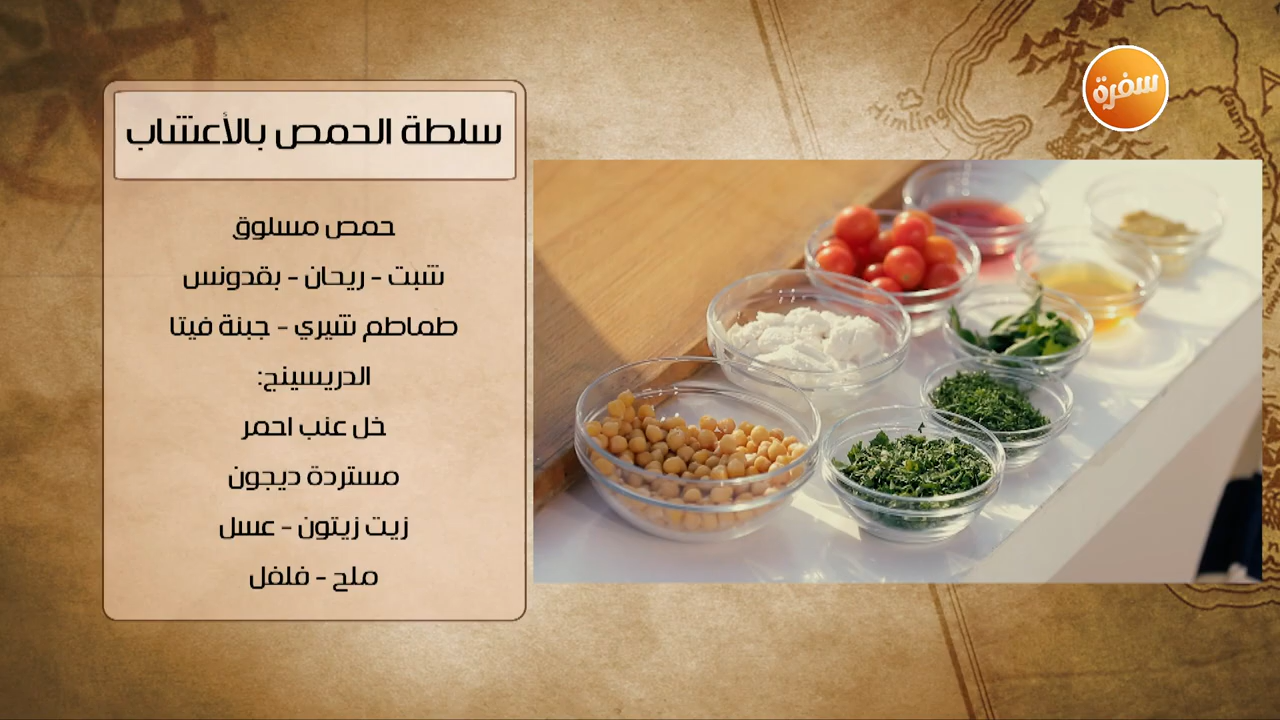 سفرة
سلطة الحمص بالأعشاب
حمص مسلوق
شبت - ريحان - بقدونس
طماطم شيري - جبنة فيتا
الدريسينج:
خل عنب احمر
مستردة ديجون
زيت زيتون - عسل
ملح - فلفل
Himling